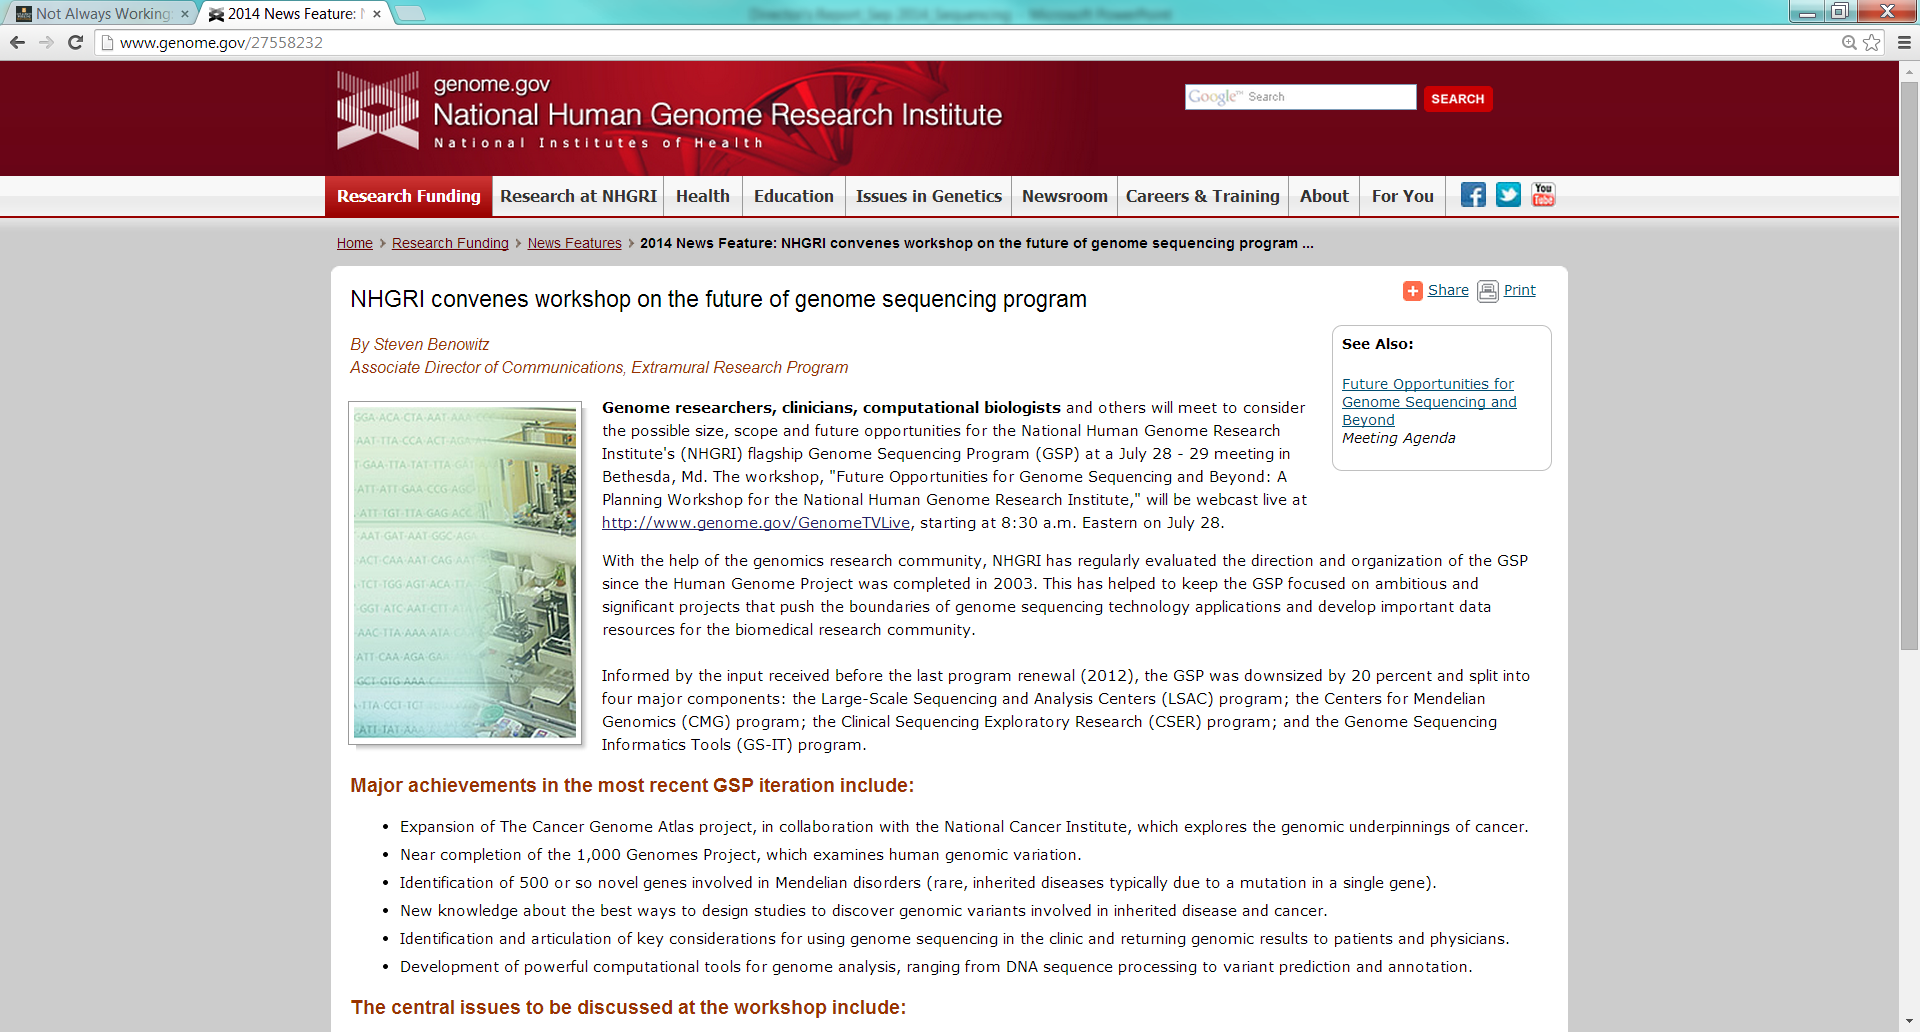 Not Always Working:
2014 News Feature:
www.genome.gov/27558232
genome.gov
National Human Genome Research Institute
National Institutes of Health
Google™ Search
SEARCH
Research Funding
Research at NHGRI
Health
Education
Issues in Genetics
Newsroom
Careers & Training
About
For You
You
Tube
Home > Research Funding > News Features > 2014 News Feature: NHGRI convenes workshop on the future of genome sequencing program ...
NHGRI convenes workshop on the future of genome sequencing program
Share
Print
By Steven Benowitz
Associate Director of Communications, Extramural Research Program
See Also:
Future Opportunities for
Genome Sequencing and
Beyond
Meeting Agenda
Genome researchers, clinicians, computational biologists and others will meet to consider
the possible size, scope and future opportunities for the National Human Genome Research
Institute's (NHGRI) flagship Genome Sequencing Program (GSP) at a July 28 - 29 meeting in
Bethesda, Md. The workshop, "Future Opportunities for Genome Sequencing and Beyond: A
Planning Workshop for the National Human Genome Research Institute," will be webcast live at
http://www.genome.gov/GenomeTVLive, starting at 8:30 a.m. Eastern on July 28.
With the help of the genomics research community, NHGRI has regularly evaluated the direction and organization of the GSP
since the Human Genome Project was completed in 2003. This has helped to keep the GSP focused on ambitious and
significant projects that push the boundaries of genome sequencing technology applications and develop important data
resources for the biomedical research community.
Informed by the input received before the last program renewal (2012), the GSP was downsized by 20 percent and split into
four major components: the Large-Scale Sequencing and Analysis Centers (LSAC) program; the Centers for Mendelian
Genomics (CMG) program; the Clinical Sequencing Exploratory Research (CSER) program; and the Genome Sequencing
Informatics Tools (GS-IT) program.
Major achievements in the most recent GSP iteration include:
• Expansion of The Cancer Genome Atlas project, in collaboration with the National Cancer Institute, which explores the genomic underpinnings of cancer.
• Near completion of the 1,000 Genomes Project, which examines human genomic variation.
• Identification of 500 or so novel genes involved in Mendelian disorders (rare, inherited diseases typically due to a mutation in a single gene).
• New knowledge about the best ways to design studies to discover genomic variants involved in inherited disease and cancer.
• Identification and articulation of key considerations for using genome sequencing in the clinic and returning genomic results to patients and physicians.
• Development of powerful computational tools for genome analysis, ranging from DNA sequence processing to variant prediction and annotation.
The central issues to be discussed at the workshop include: